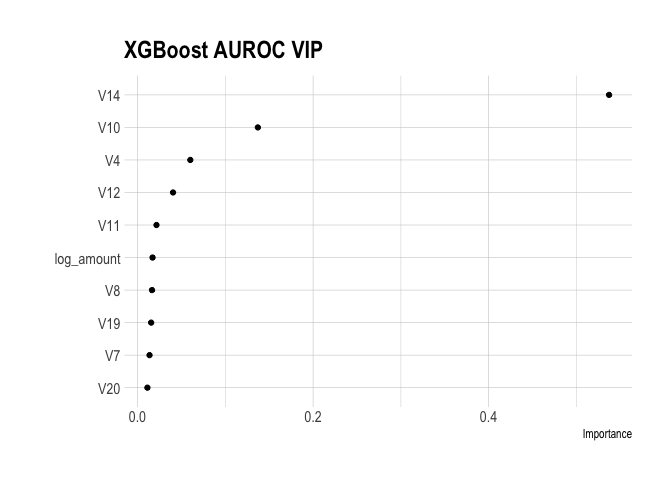 XGBoost AUROC VIP
V14
V10
V4
V12
V11
log_amount
V8
V19
V7
V20
0.0 0.2 0.4
Importance